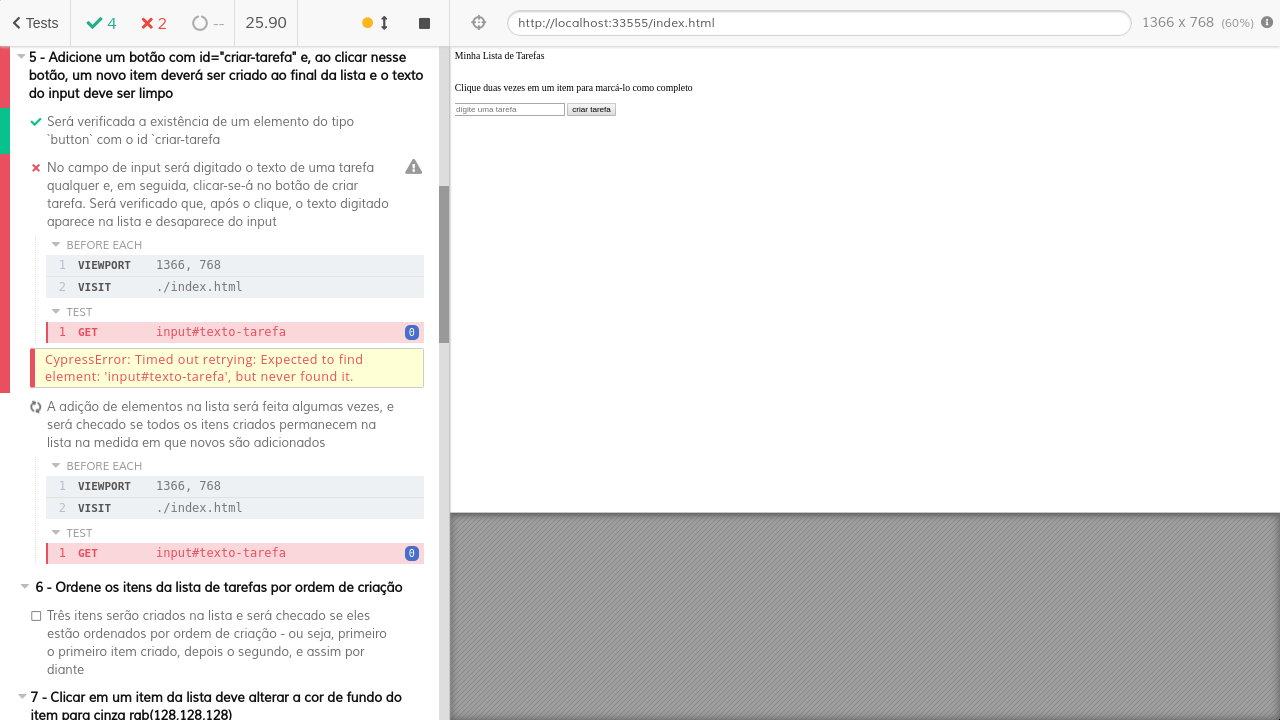 Tests
4
2
--
25.90
http://localhost:33555/index.html
1366 x 768 (60%)
5 - Adicione um botão com id="criar-tarefa" e, ao clicar nesse
botão, um novo item deverá ser criado ao final da lista e o texto
do input deve ser limpo
Será verificada a existência de um elemento do tipo
`button` com o id `criar-tarefa
No campo de input será digitado o texto de uma tarefa
qualquer e, em seguida, clicar-se-á no botão de criar
tarefa. Será verificado que, após o clique, o texto digitado
aparece na lista e desaparece do input
BEFORE EACH
1 VIEWPORT 1366, 768
2 VISIT ./index.html
TEST
1 GET input#texto-tarefa 0
CypressError: Timed out retrying: Expected to find
element: 'input#texto-tarefa', but never found it.
A adição de elementos na lista será feita algumas vezes, e
será checado se todos os itens criados permanecem na
lista na medida em que novos são adicionados
BEFORE EACH
1 VIEWPORT 1366, 768
2 VISIT ./index.html
TEST
1 GET input#texto-tarefa 0
6 - Ordene os itens da lista de tarefas por ordem de criação
Três itens serão criados na lista e será checado se eles
estão ordenados por ordem de criação - ou seja, primeiro
o primeiro item criado, depois o segundo, e assim por
diante
7 - Clicar em um item da lista deve alterar a cor de fundo do
item para cinza rgb(128,128,128)
Minha Lista de Tarefas
Clique duas vezes em um item para marcá-lo como completo
digite uma tarefa
criar tarefa